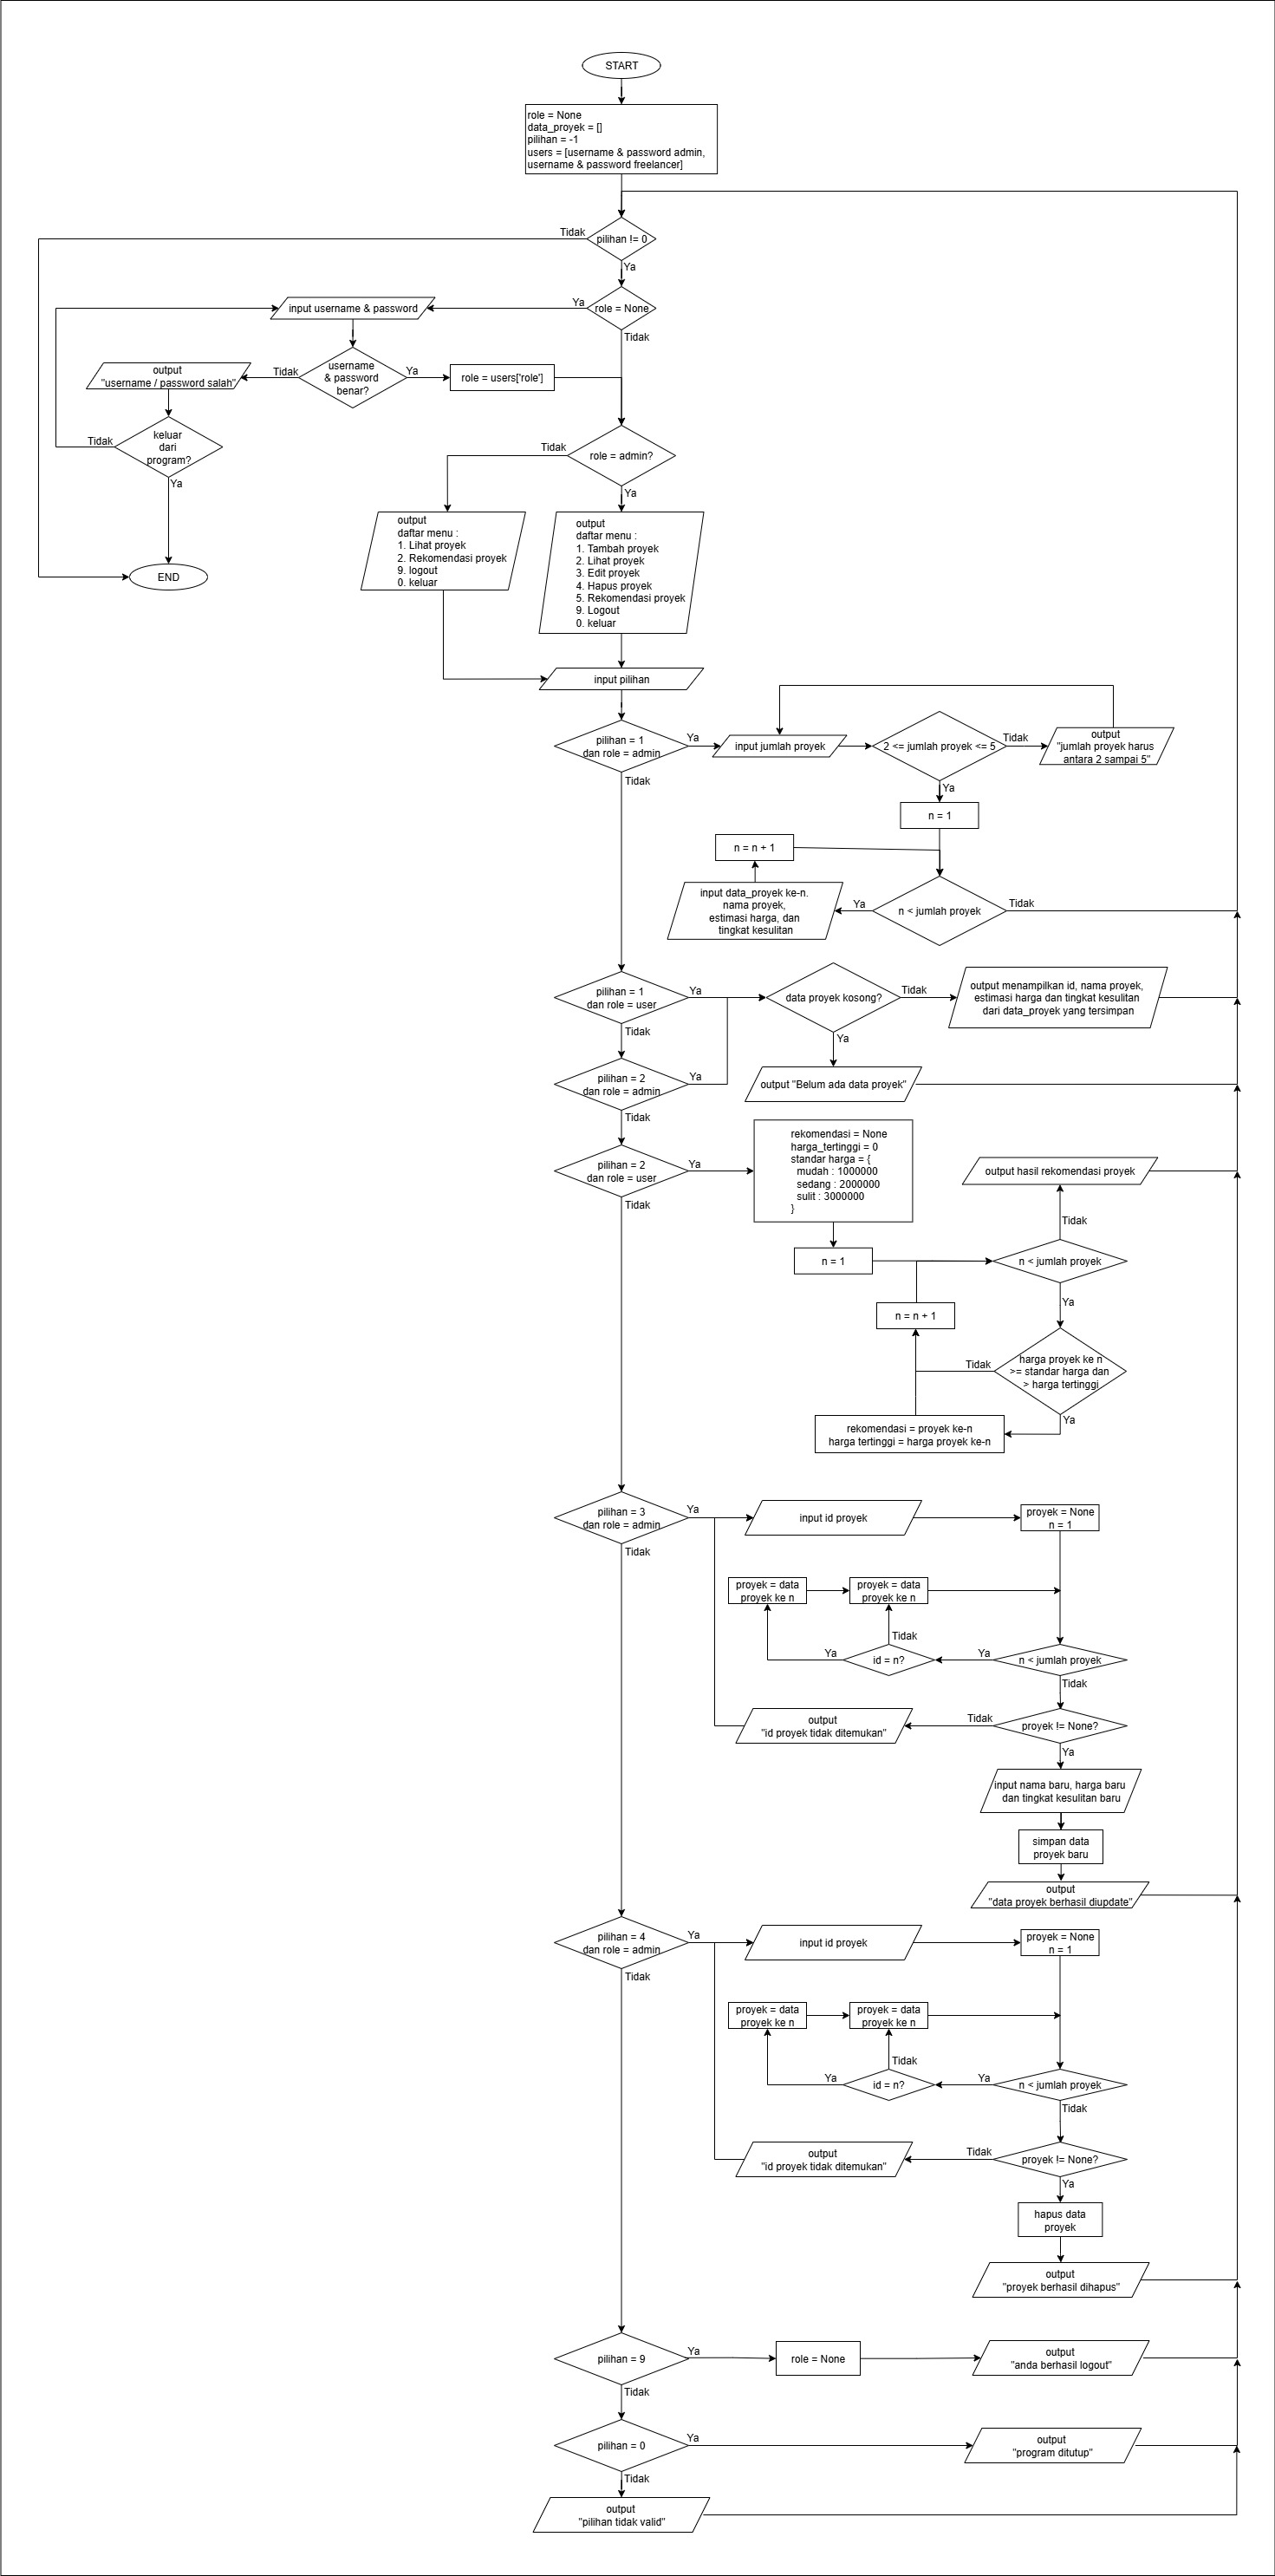 START
role = None
data_proyek = []
pilihan = -1
users = [username & password admin,
username & password freelancer]
Tidak
pilihan != 0
Ya
Ya
role = None
Tidak
input username & password
username
& password
benar?
Tidak
Ya
output
"username / password salah"
role = users['role']
keluar
dari
program?
Tidak
Ya
END
Tidak
role = admin?
Ya
output
daftar menu :
1. Lihat proyek
2. Rekomendasi proyek
9. logout
0. keluar
output
daftar menu :
1. Tambah proyek
2. Lihat proyek
3. Edit proyek
4. Hapus proyek
5. Rekomendasi proyek
9. Logout
0. keluar
input pilihan
pilihan = 1
dan role = admin
Ya
Tidak
input jumlah proyek
2 <= jumlah proyek <= 5
Tidak
Ya
output
"jumlah proyek harus
antara 2 sampai 5"
n = 1
n = n + 1
input data_proyek ke-n.
nama proyek,
estimasi harga, dan
tingkat kesulitan
Ya
n < jumlah proyek
Tidak
pilihan = 1
dan role = user
Ya
Tidak
data proyek kosong?
Tidak
Ya
output menampilkan id, nama proyek,
estimasi harga dan tingkat kesulitan
dari data_proyek yang tersimpan
pilihan = 2
dan role = admin
Ya
Tidak
output "Belum ada data proyek"
pilihan = 2
dan role = user
Ya
Tidak
rekomendasi = None
harga_tertinggi = 0
standar harga = {
mudah : 1000000
sedang : 2000000
sulit : 3000000
}
output hasil rekomendasi proyek
Tidak
n = 1
n < jumlah proyek
Ya
n = n + 1
Tidak
harga proyek ke n
>= standar harga dan
> harga tertinggi
Ya
rekomendasi = proyek ke-n
harga tertinggi = harga proyek ke-n
pilihan = 3
dan role = admin
Ya
Tidak
input id proyek
proyek = None
n = 1
proyek = data
proyek ke n
proyek = data
proyek ke n
Tidak
Ya
id = n?
Ya
n < jumlah proyek
Tidak
output
"id proyek tidak ditemukan"
Tidak
proyek != None?
Ya
input nama baru, harga baru
dan tingkat kesulitan baru
simpan data
proyek baru
output
"data proyek berhasil diupdate"
pilihan = 4
dan role = admin
Ya
Tidak
input id proyek
proyek = None
n = 1
proyek = data
proyek ke n
proyek = data
proyek ke n
Tidak
Ya
id = n?
Ya
n < jumlah proyek
Tidak
output
"id proyek tidak ditemukan"
Tidak
proyek != None?
Ya
hapus data
proyek
output
"proyek berhasil dihapus"
pilihan = 9
Ya
Tidak
role = None
output
"anda berhasil logout"
pilihan = 0
Ya
Tidak
output
"program ditutup"
output
"pilihan tidak valid"